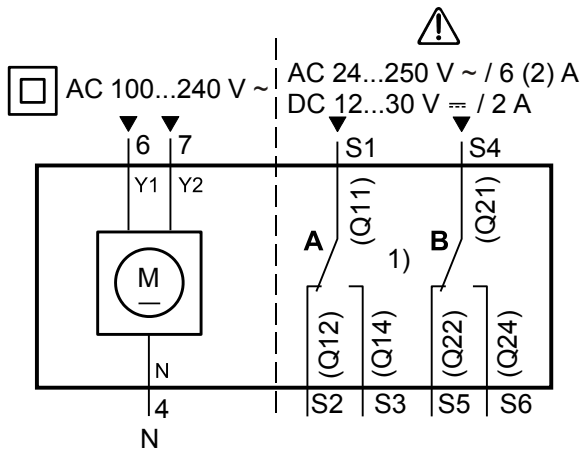 AC 100...240 V ~
AC 24...250 V ~ / 6 (2) A
DC 12...30 V ⎓ / 2 A
6 7 S1 S4
Y1 Y2
(Q11) (Q21)
A 1) B
M
(Q12) (Q14) (Q22) (Q24)
N
4 S2 S3 S5 S6
N